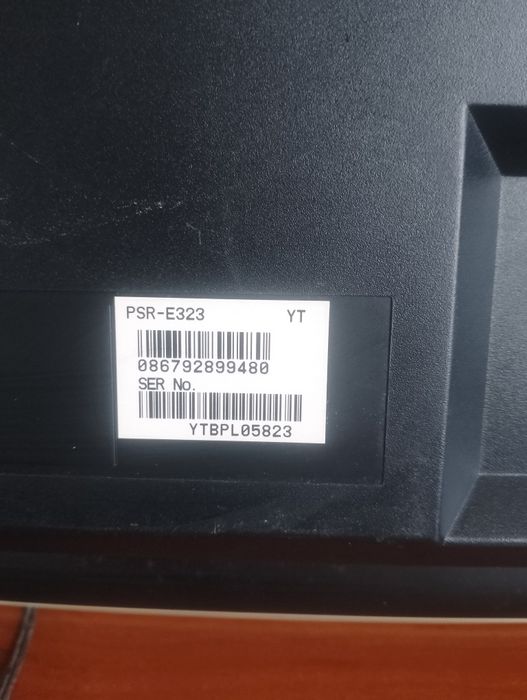 PSR-E323 YT
086792899480
SER No.
YTBPL05823